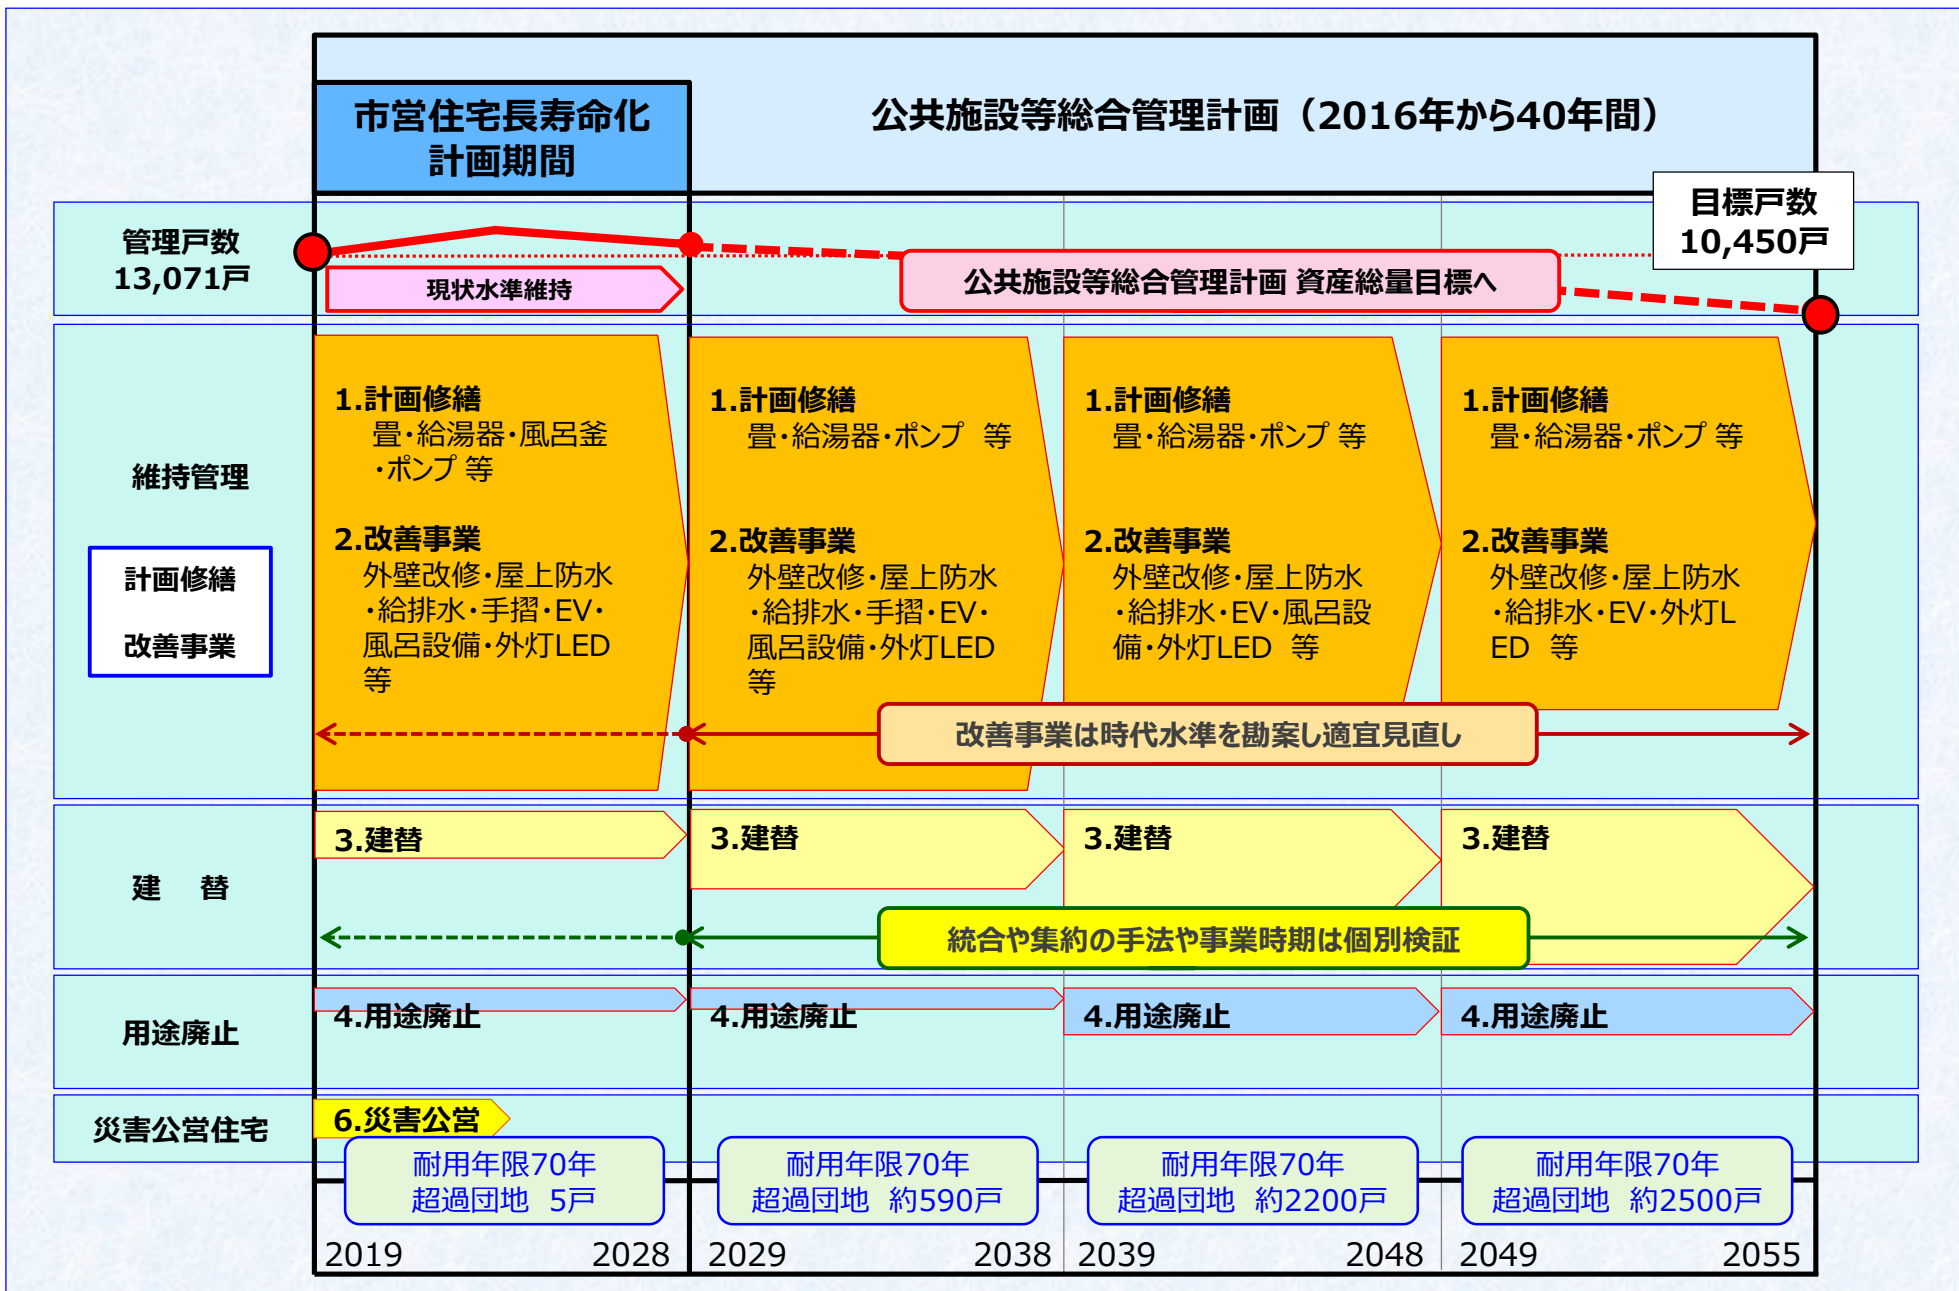 市営住宅長寿命化
計画期間
公共施設等総合管理計画（2016年から40年間）
目標戸数
10,450戸
管理戸数
13,071戸
現状水準維持
公共施設等総合管理計画 資産総量目標へ
維持管理
計画修繕
改善事業
1.計画修繕
畳・給湯器・風呂釜
・ポンプ 等
2.改善事業
外壁改修・屋上防水
・給排水・手摺・EV・
風呂設備・外灯LED
等
1.計画修繕
畳・給湯器・ポンプ 等
2.改善事業
外壁改修・屋上防水
・給排水・手摺・EV・
風呂設備・外灯LED
等
1.計画修繕
畳・給湯器・ポンプ 等
2.改善事業
外壁改修・屋上防水
・給排水・EV・風呂設
備・外灯LED 等
1.計画修繕
畳・給湯器・ポンプ 等
2.改善事業
外壁改修・屋上防水
・給排水・EV・外灯L
ED 等
改善事業は時代水準を勘案し適宜見直し
建 替
3.建替
3.建替
3.建替
3.建替
統合や集約の手法や事業時期は個別検証
用途廃止
4.用途廃止
4.用途廃止
4.用途廃止
4.用途廃止
災害公営住宅
6.災害公営
耐用年限70年
超過団地 5戸
耐用年限70年
超過団地 約590戸
耐用年限70年
超過団地 約2200戸
耐用年限70年
超過団地 約2500戸
2019 2028 2029 2038 2039 2048 2049 2055